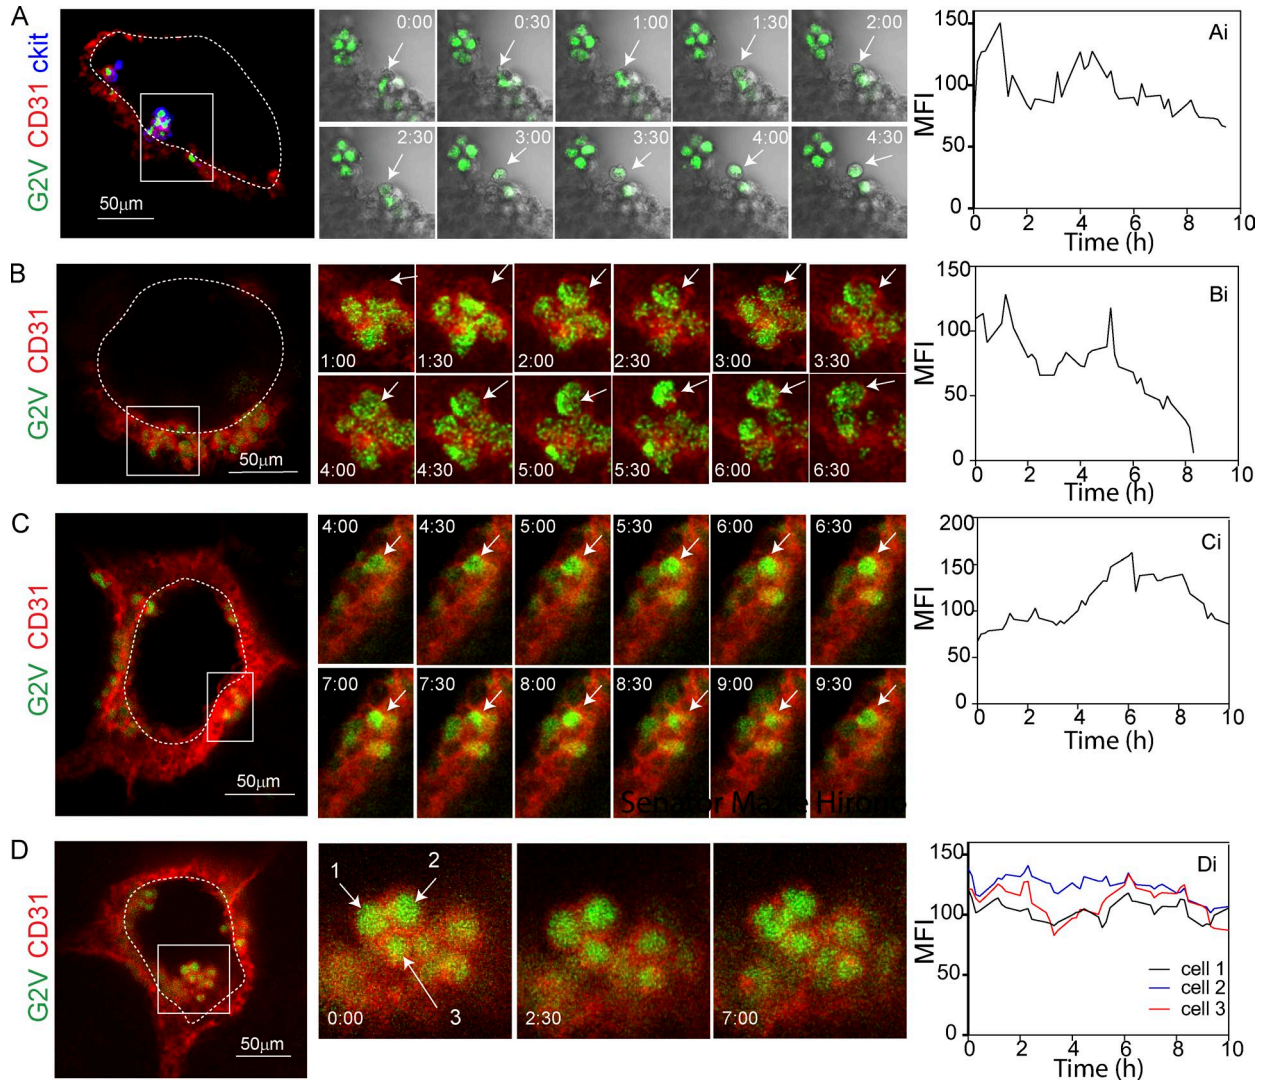 A
G2V CD31 ckit
50µm
0:00
0:30
1:00
1:30
2:00
2:30
3:00
3:30
4:00
4:30
Ai
MFI
150
100
50
0
0 2 4 6 8 10
Time (h)
B
G2V CD31
50µm
1:00
1:30
2:00
2:30
3:00
3:30
4:00
4:30
5:00
5:30
6:00
6:30
Bi
MFI
150
100
50
0
0 2 4 6 8 10
Time (h)
C
G2V CD31
50µm
4:00
4:30
5:00
5:30
6:00
6:30
7:00
7:30
8:00
8:30
9:00
9:30
Senator Mazie Hirono
Ci
MFI
200
150
100
50
0
0 2 4 6 8 10
Time (h)
D
G2V CD31
50µm
1
2
3
0:00
2:30
7:00
Di
MFI
150
100
50
0
cell 1
cell 2
cell 3
0 2 4 6 8 10
Time (h)